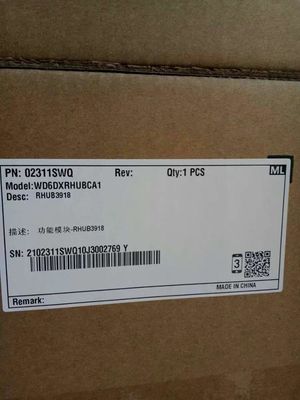 PN: 02311SWQ Rev: Qty:1 PCS ML
Model:WD6DXRHUBCA1
Desc: RHUB3918
描述: 功能模块-RHUB3918
SN: 2102311SWQ10J3002769 Y
3
MADE IN CHINA
Remark: